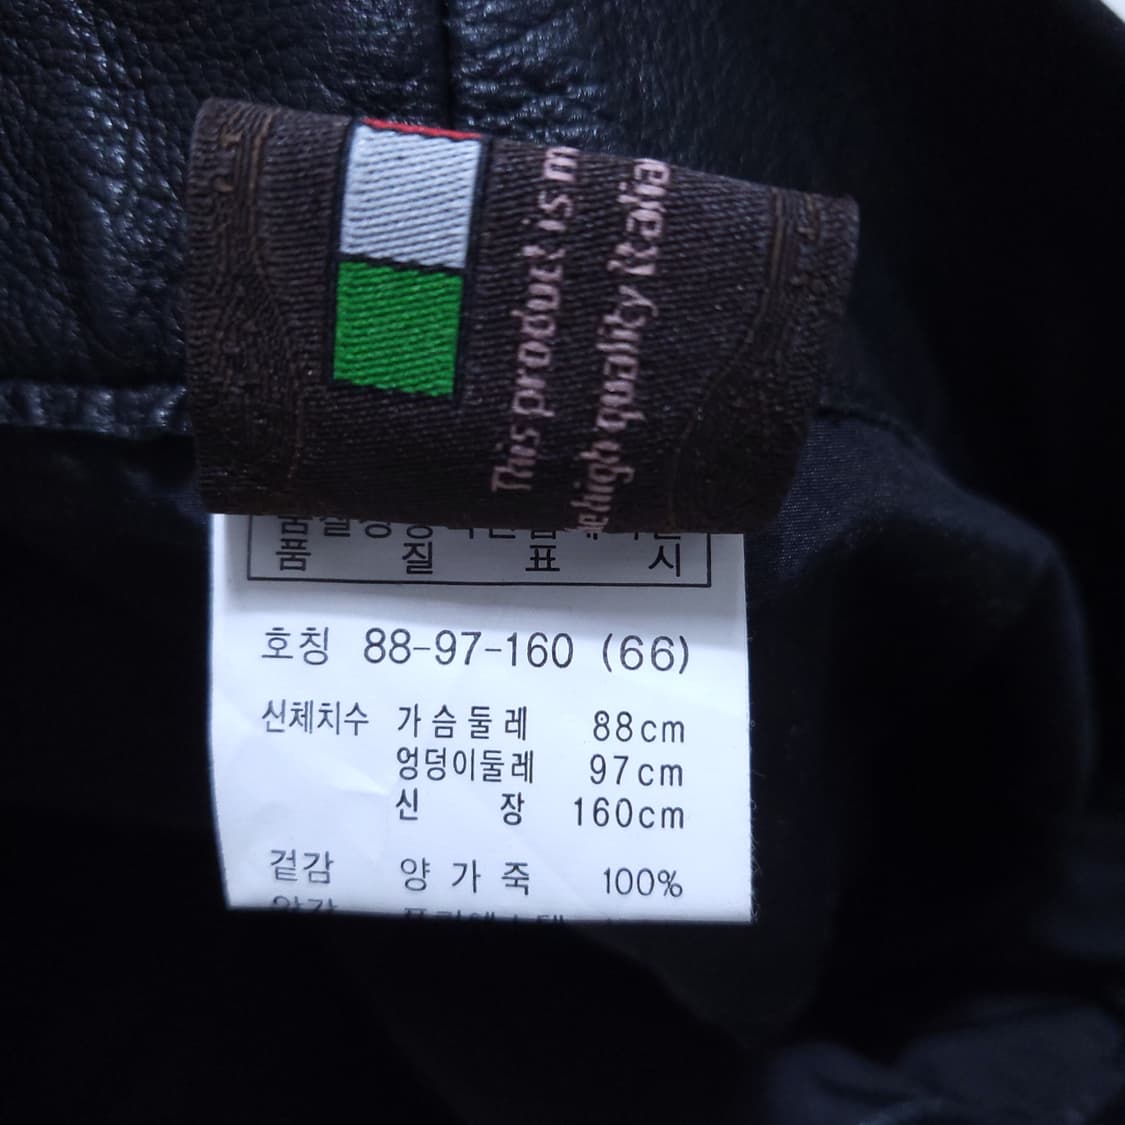 This product is m
high quality Italia
품 질 표 시
호칭 88-97-160 (66)
신체치수 가슴둘레 88cm
엉덩이둘레 97cm
신 장 160cm
겉감 양가죽 100%